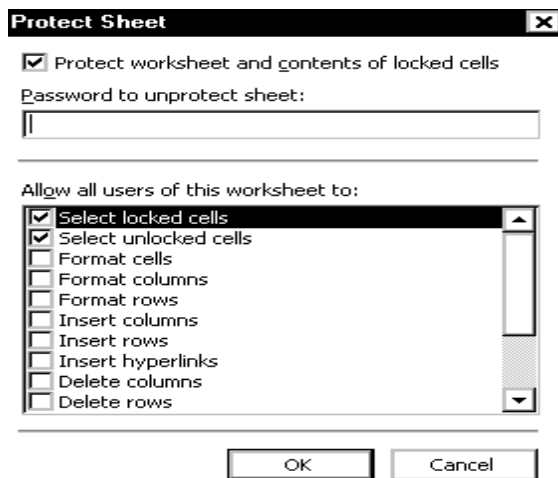 Protect Sheet
Protect worksheet and contents of locked cells
Password to unprotect sheet:
Allow all users of this worksheet to:
Select locked cells
Select unlocked cells
Format cells
Format columns
Format rows
Insert columns
Insert rows
Insert hyperlinks
Delete columns
Delete rows
OK Cancel